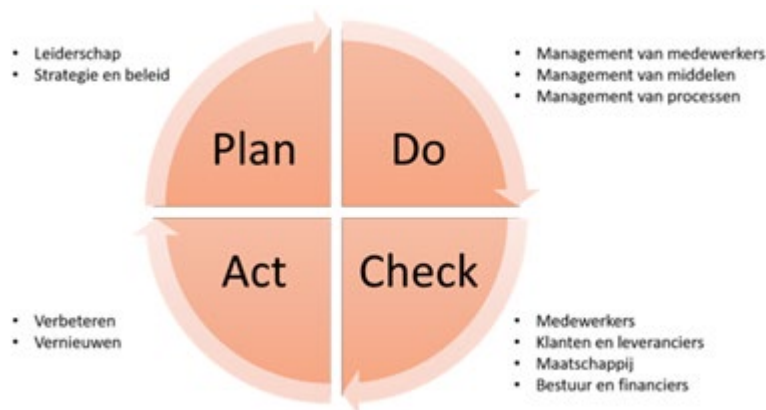 • Leiderschap
• Strategie en beleid
Plan
Do
• Management van medewerkers
• Management van middelen
• Management van processen
Act
Check
• Verbeteren
• Vernieuwen
• Medewerkers
• Klanten en leveranciers
• Maatschappij
• Bestuur en financiers